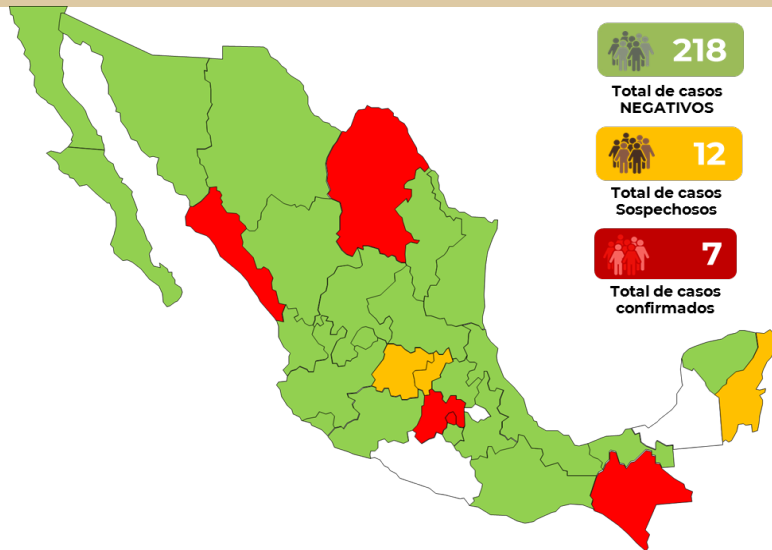 218
Total de casos
NEGATIVOS
12
Total de casos
Sospechosos
7
Total de casos
confirmados